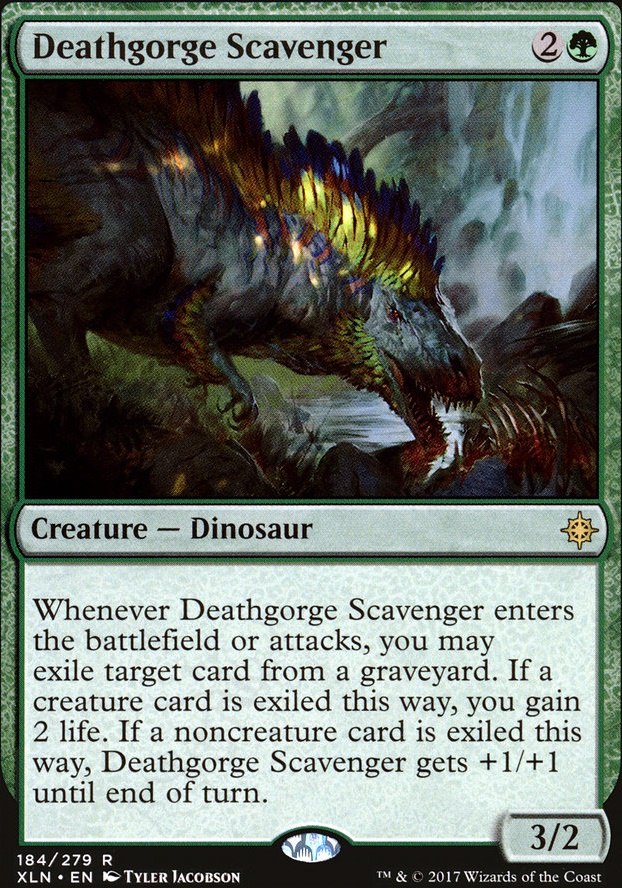 Deathgorge Scavenger 2
Creature — Dinosaur
Whenever Deathgorge Scavenger enters
the battlefield or attacks, you may
exile target card from a graveyard. If a
creature card is exiled this way, you gain
2 life. If a noncreature card is exiled this
way, Deathgorge Scavenger gets +1/+1
until end of turn.
3/2
184/279 R
XLN • EN Tyler Jacobson ™ & © 2017 Wizards of the Coast